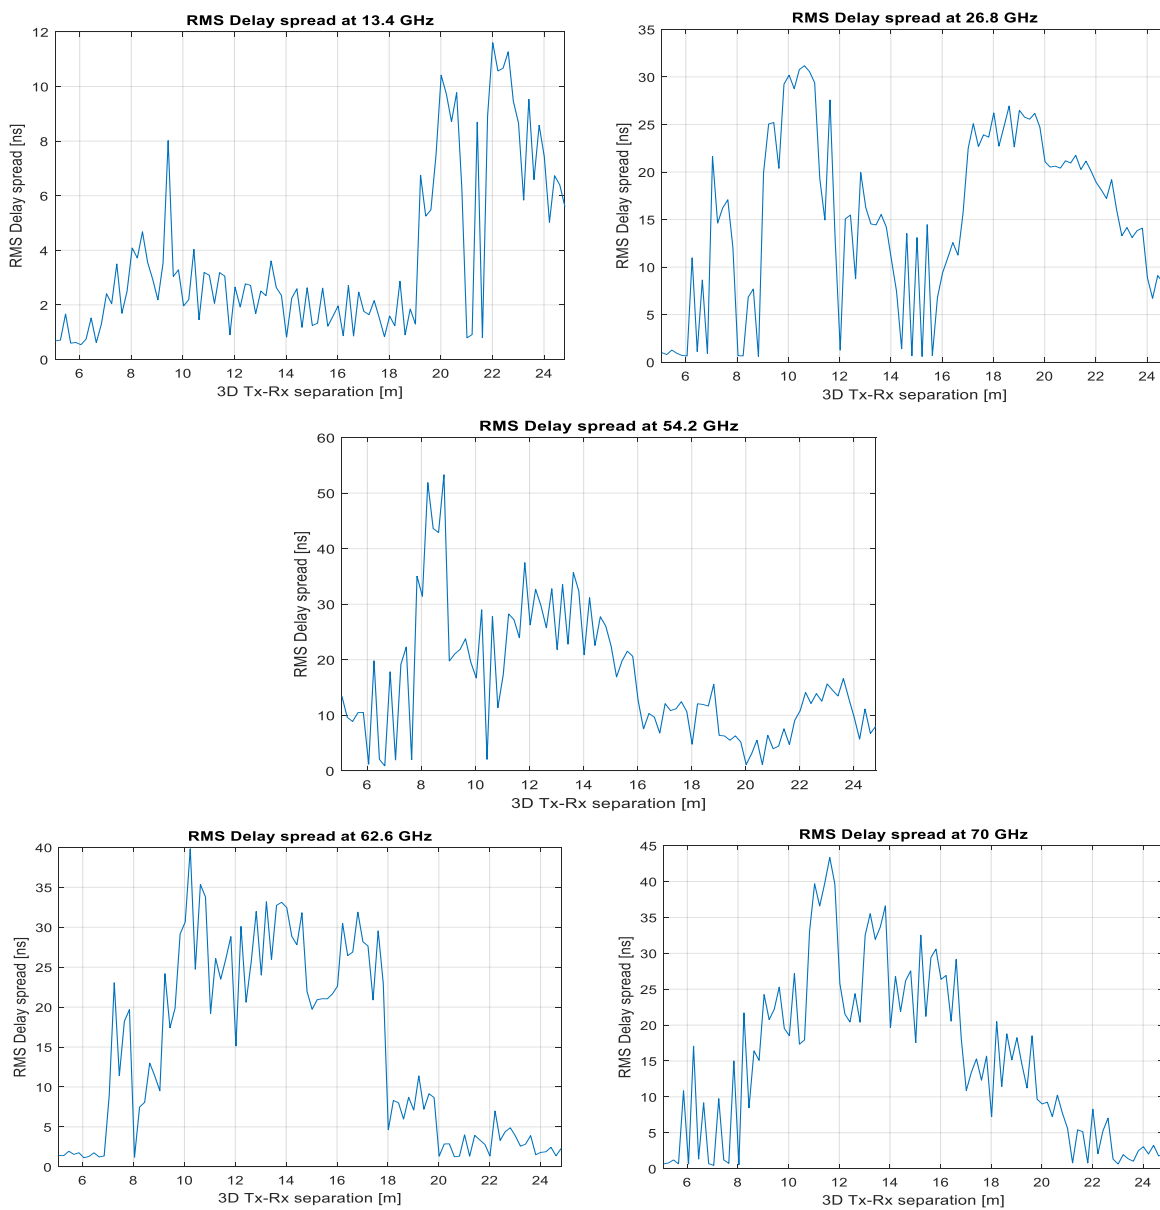 RMS Delay spread at 13.4 GHz
RMS Delay spread [ns]
12
10
8
6
4
2
0
6 8 10 12 14 16 18 20 22 24
3D Tx-Rx separation [m]
RMS Delay spread at 26.8 GHz
RMS Delay spread [ns]
35
30
25
20
15
10
5
0
6 8 10 12 14 16 18 20 22 24
3D Tx-Rx separation [m]
RMS Delay spread at 54.2 GHz
RMS Delay spread [ns]
60
50
40
30
20
10
0
6 8 10 12 14 16 18 20 22 24
3D Tx-Rx separation [m]
RMS Delay spread at 62.6 GHz
RMS Delay spread [ns]
40
35
30
25
20
15
10
5
0
6 8 10 12 14 16 18 20 22 24
3D Tx-Rx separation [m]
RMS Delay spread at 70 GHz
RMS Delay spread [ns]
45
40
35
30
25
20
15
10
5
0
6 8 10 12 14 16 18 20 22 24
3D Tx-Rx separation [m]